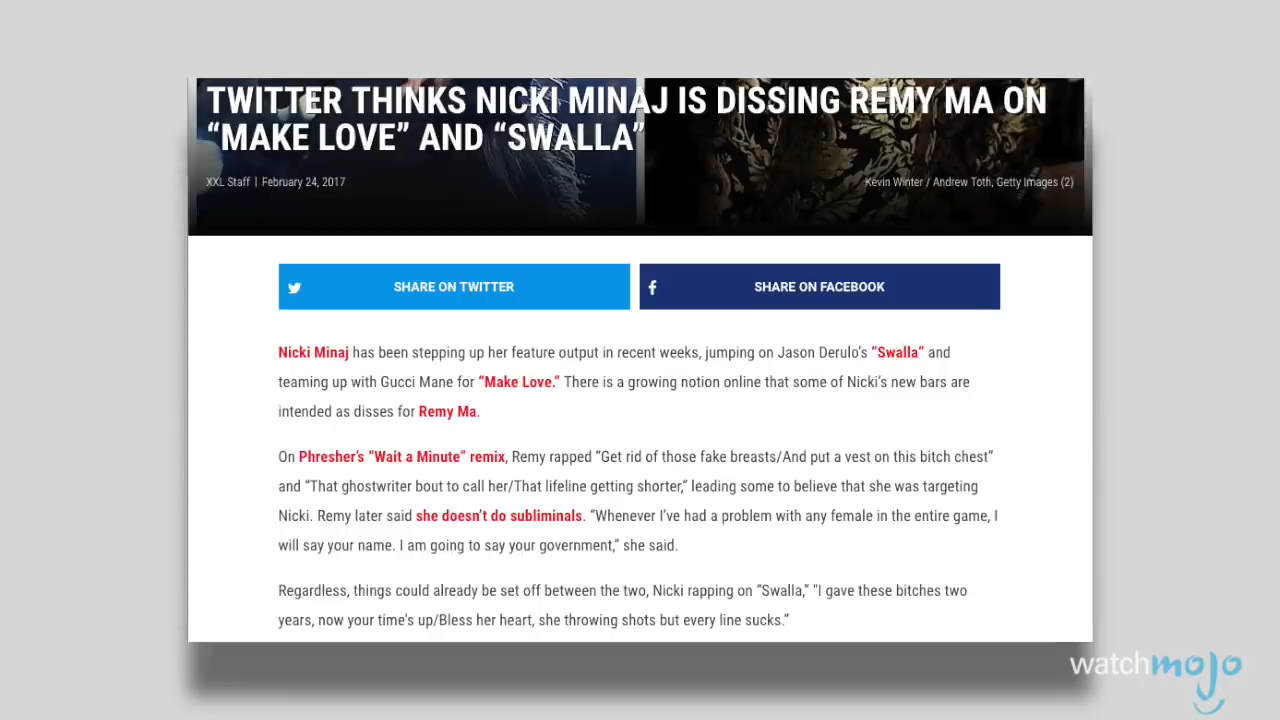 TWITTER THINKS NICKI MINAJ IS DISSING REMY MA ON
“MAKE LOVE” AND “SWALLA”
XXL Staff | February 24, 2017
Kevin Winter / Andrew Toth, Getty Images (2)
SHARE ON TWITTER
SHARE ON FACEBOOK
Nicki Minaj has been stepping up her feature output in recent weeks, jumping on Jason Derulo’s “Swalla” and
teaming up with Gucci Mane for “Make Love.” There is a growing notion online that some of Nicki’s new bars are
intended as disses for Remy Ma.
On Phresher’s “Wait a Minute” remix, Remy rapped “Get rid of those fake breasts/And put a vest on this bitch chest”
and “That ghostwriter bout to call her/That lifeline getting shorter,“ leading some to believe that she was targeting
Nicki. Remy later said she doesn’t do subliminals. “Whenever I’ve had a problem with any female in the entire game, I
will say your name. I am going to say your government,” she said.
Regardless, things could already be set off between the two, Nicki rapping on “Swalla,” "I gave these bitches two
years, now your time's up/Bless her heart, she throwing shots but every line sucks.”
watchmojo